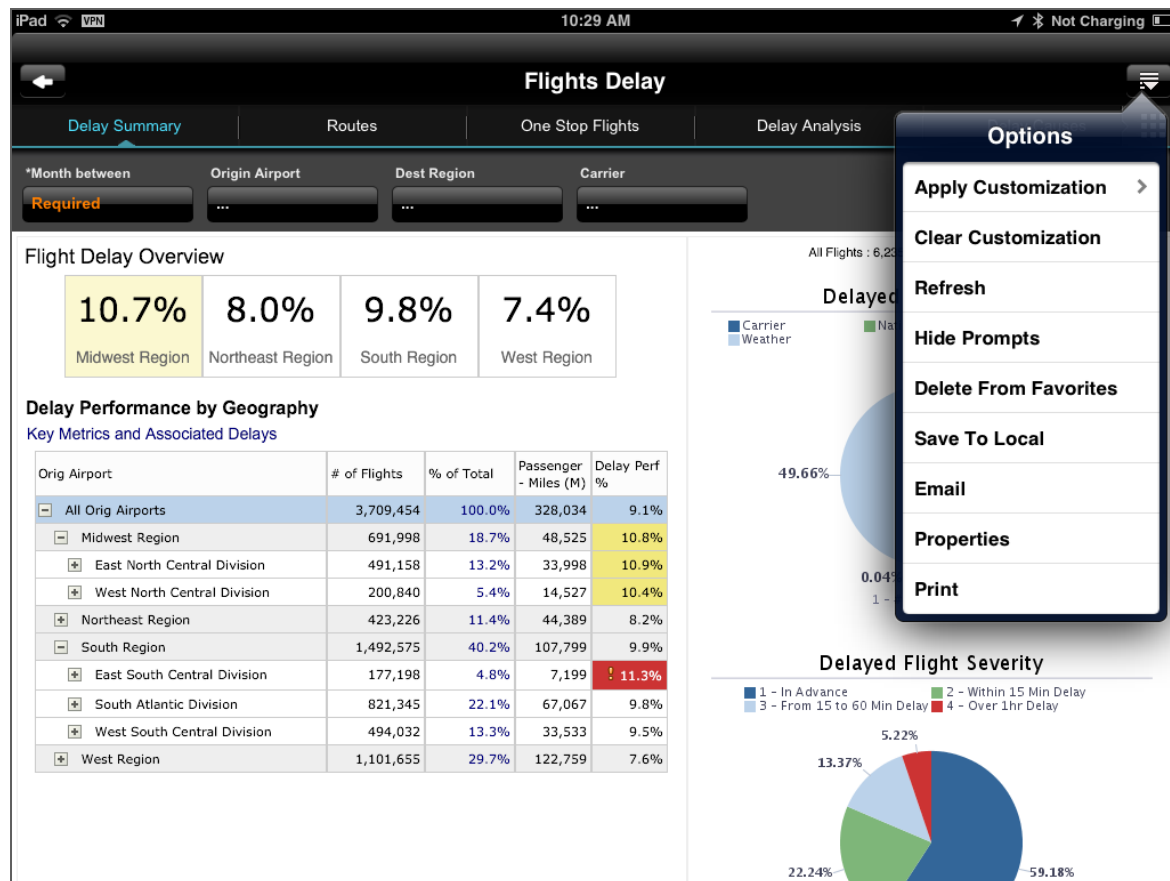 iPad VPN 10:29 AM Not Charging
Flights Delay
Delay Summary Routes One Stop Flights Delay Analysis
*Month between Origin Airport Dest Region Carrier
Required ... ... ...
Options
Apply Customization
Clear Customization
Refresh
Hide Prompts
Delete From Favorites
Save To Local
Email
Properties
Print
Flight Delay Overview
10.7% 8.0% 9.8% 7.4%
Midwest Region Northeast Region South Region West Region
Delay Performance by Geography
Key Metrics and Associated Delays
Orig Airport # of Flights % of Total Passenger - Miles (M) Delay Perf %
All Orig Airports 3,709,454 100.0% 328,034 9.1%
Midwest Region 691,998 18.7% 48,525 10.8%
East North Central Division 491,158 13.2% 33,998 10.9%
West North Central Division 200,840 5.4% 14,527 10.4%
Northeast Region 423,226 11.4% 44,389 8.2%
South Region 1,492,575 40.2% 107,799 9.9%
East South Central Division 177,198 4.8% 7,199 ! 11.3%
South Atlantic Division 821,345 22.1% 67,067 9.8%
West South Central Division 494,032 13.3% 33,533 9.5%
West Region 1,101,655 29.7% 122,759 7.6%
All Flights : 6,23
Delayed
Carrier Na
Weather
49.66%
0.04%
1 -
Delayed Flight Severity
1 - In Advance 2 - Within 15 Min Delay
3 - From 15 to 60 Min Delay 4 - Over 1hr Delay
5.22%
13.37%
22.24% 59.18%